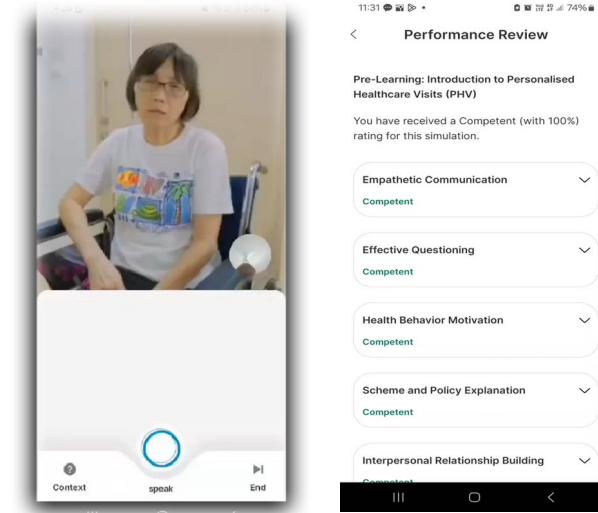 Context
speak
End
11:31
74%
Performance Review
Pre-Learning: Introduction to Personalised
Healthcare Visits (PHV)
You have received a Competent (with 100%)
rating for this simulation.
Empathetic Communication
Competent
Effective Questioning
Competent
Health Behavior Motivation
Competent
Scheme and Policy Explanation
Competent
Interpersonal Relationship Building
Competent